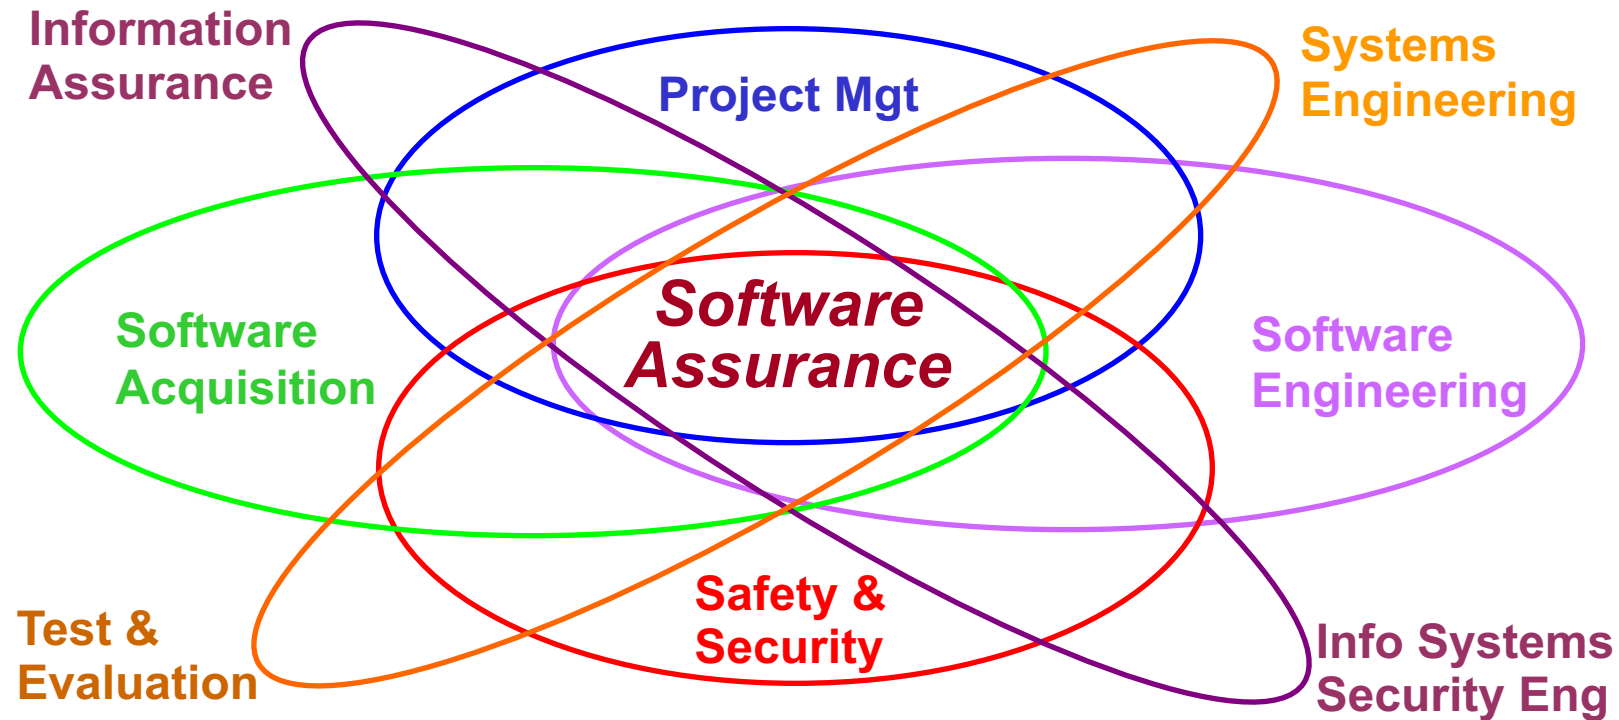 Information
Assurance
Project Mgt
Systems
Engineering
Software
Acquisition
Software
Assurance
Software
Engineering
Test &
Evaluation
Safety &
Security
Info Systems
Security Eng